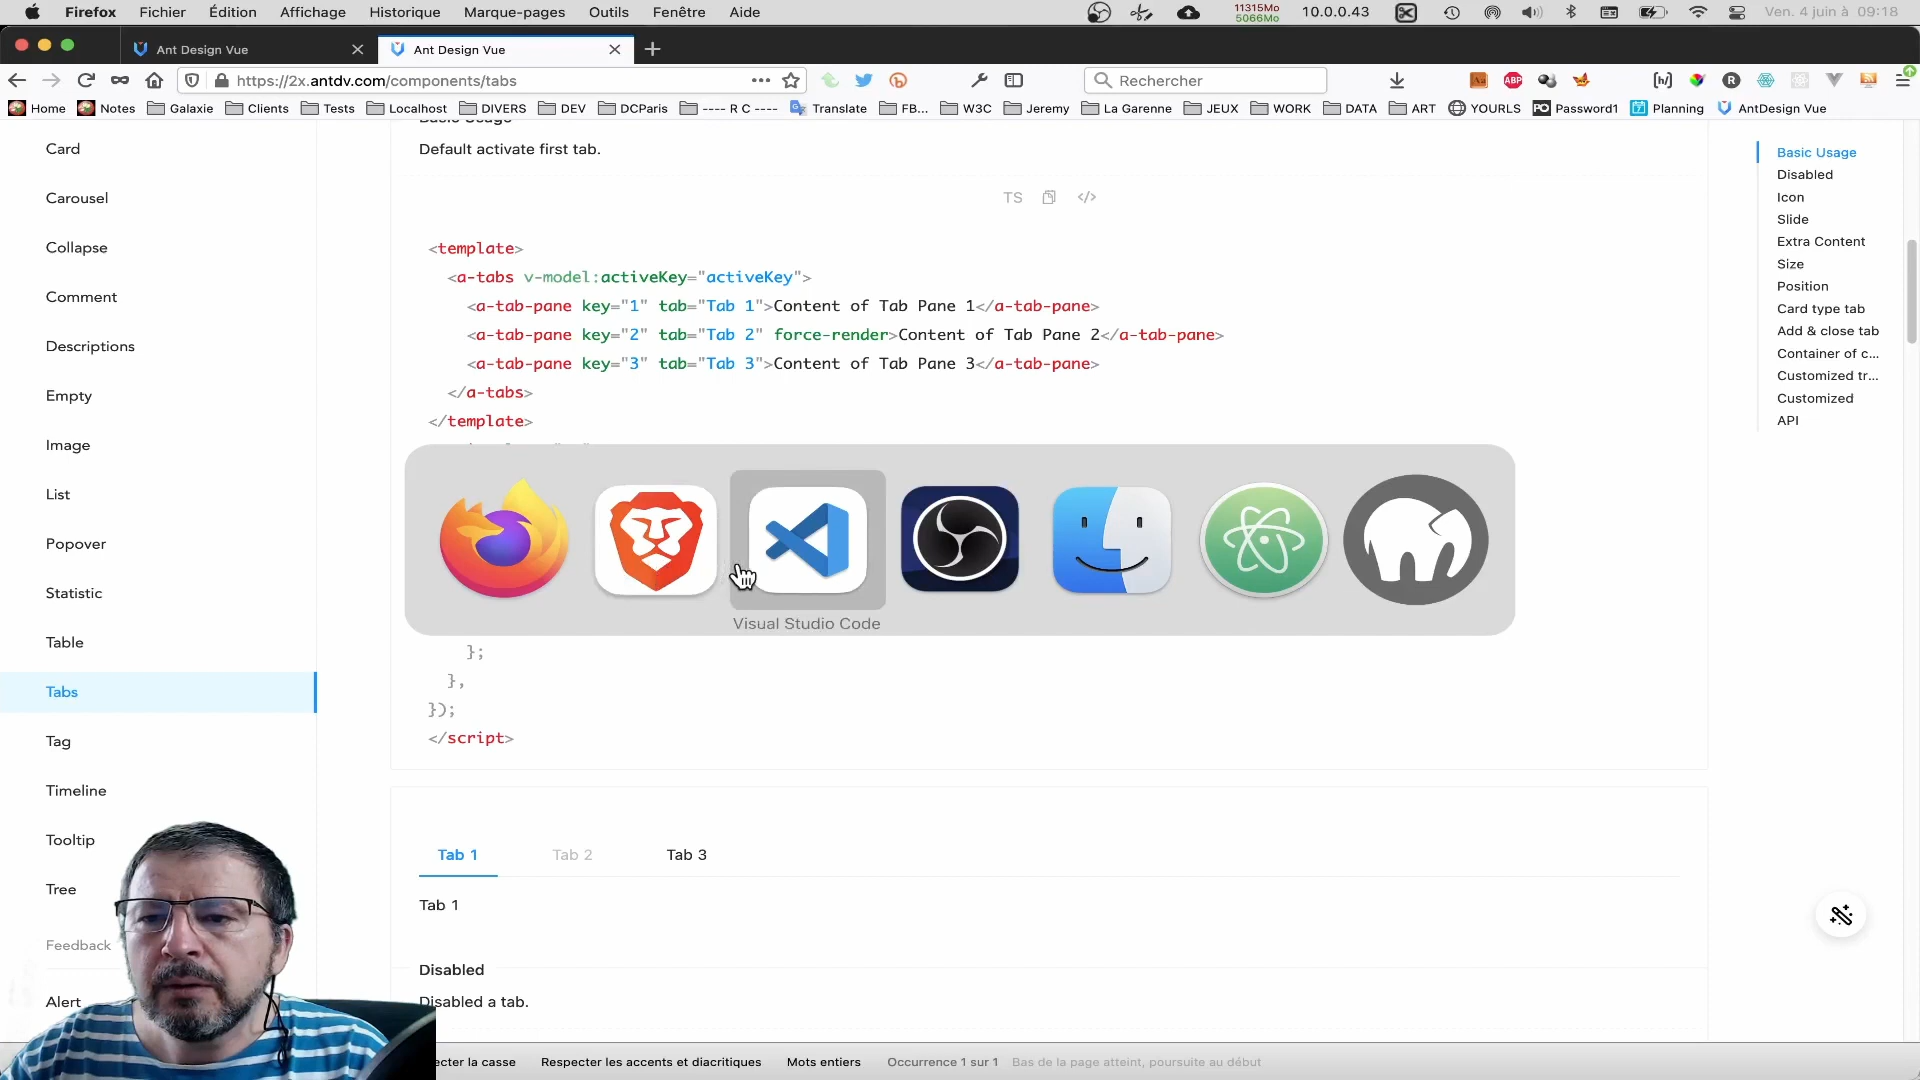 Firefox Fichier Édition Affichage Historique Marque-pages Outils Fenêtre Aide 11315Mo 5066Mo 10.0.0.43 Ven. 4 juin à 09:18
Ant Design Vue Ant Design Vue
https://2x.antdv.com/components/tabs Rechercher
Home Notes Galaxie Clients Tests Localhost DIVERS DEV DCParis ---- R C ---- Translate FB... W3C Jeremy La Garenne JEUX WORK DATA ART YOURLS Password1 Planning AntDesign Vue
Card
Carousel
Collapse
Comment
Descriptions
Empty
Image
List
Popover
Statistic
Table
Tabs
Tag
Timeline
Tooltip
Tree
Feedback
Alert
Basic Usage
Default activate first tab.
TS </>
<template>
<a-tabs v-model:activeKey="activeKey">
<a-tab-pane key="1" tab="Tab 1">Content of Tab Pane 1</a-tab-pane>
<a-tab-pane key="2" tab="Tab 2" force-render>Content of Tab Pane 2</a-tab-pane>
<a-tab-pane key="3" tab="Tab 3">Content of Tab Pane 3</a-tab-pane>
</a-tabs>
</template>
Visual Studio Code
};
},
});
</script>
Tab 1 Tab 2 Tab 3
Tab 1
Disabled
Disabled a tab.
Basic Usage
Disabled
Icon
Slide
Extra Content
Size
Position
Card type tab
Add & close tab
Container of c...
Customized tr...
Customized
API
ABP
cter la casse Respecter les accents et diacritiques Mots entiers Occurrence 1 sur 1 Bas de la page atteint, poursuite au début